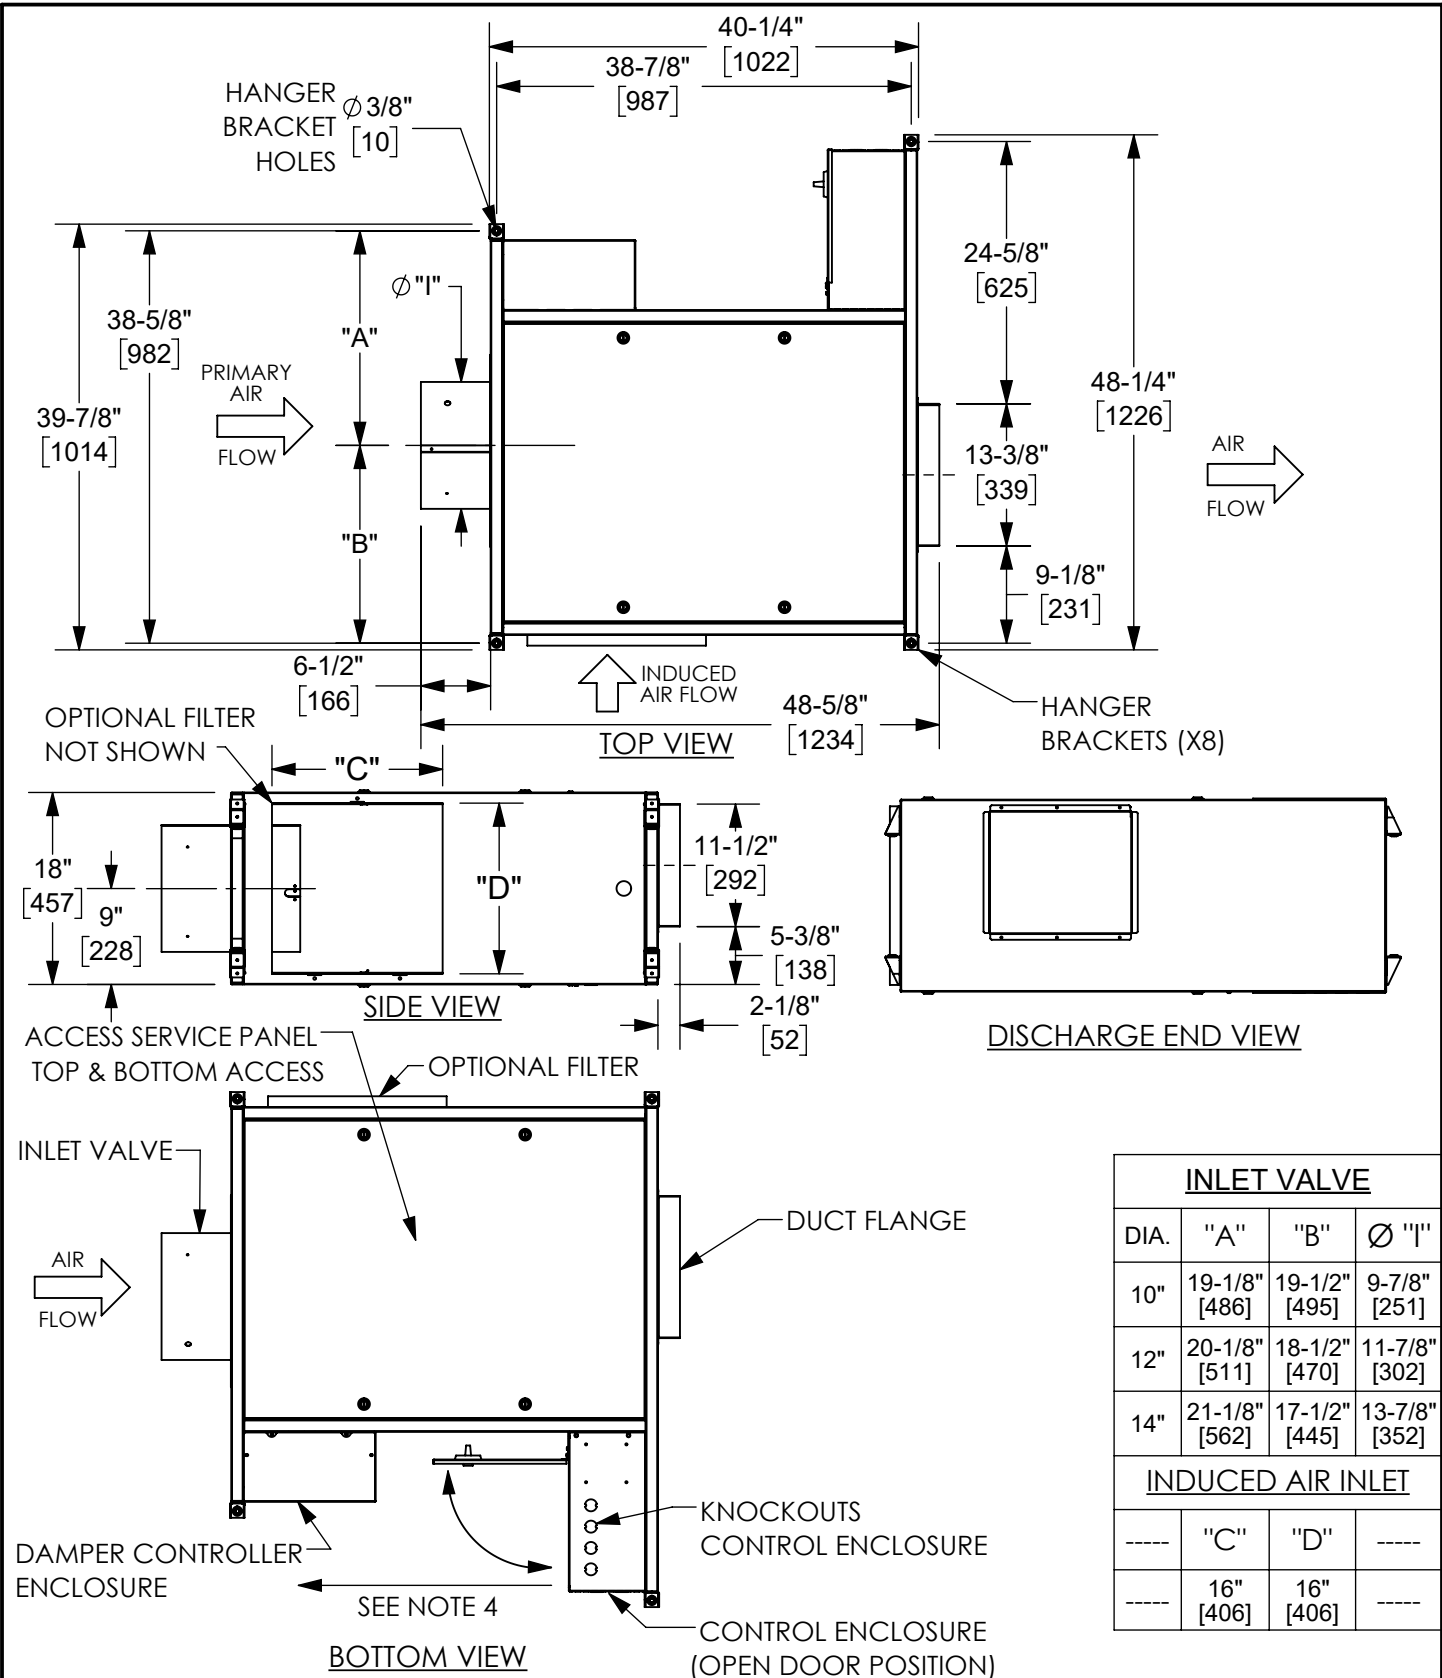 40-1/4"
[1022]
38-7/8"
[987]
HANGER
BRACKET
HOLES
Ø 3/8"
[10]
24-5/8"
[625]
Ø "I"
"A"
38-5/8"
[982]
PRIMARY
AIR
FLOW
39-7/8"
[1014]
48-1/4"
[1226]
13-3/8"
[339]
AIR
FLOW
"B"
9-1/8"
[231]
6-1/2"
[166]
INDUCED
AIR FLOW
48-5/8"
[1234]
TOP VIEW
HANGER
BRACKETS (X8)
OPTIONAL FILTER
NOT SHOWN
"C"
18"
[457]
9"
[228]
"D"
11-1/2"
[292]
5-3/8"
[138]
2-1/8"
[52]
SIDE VIEW
DISCHARGE END VIEW
ACCESS SERVICE PANEL
TOP & BOTTOM ACCESS
OPTIONAL FILTER
INLET VALVE
DUCT FLANGE
AIR
FLOW
KNOCKOUTS
CONTROL ENCLOSURE
DAMPER CONTROLLER
ENCLOSURE
SEE NOTE 4
BOTTOM VIEW
CONTROL ENCLOSURE
(OPEN DOOR POSITION)
INLET VALVE
DIA. "A" "B" Ø "I"
10" 19-1/8" 19-1/2" 9-7/8"
[486] [495] [251]
12" 20-1/8" 18-1/2" 11-7/8"
[511] [470] [302]
14" 21-1/8" 17-1/2" 13-7/8"
[562] [445] [352]
INDUCED AIR INLET
----- "C" "D" -----
----- 16" 16" -----
[406] [406]